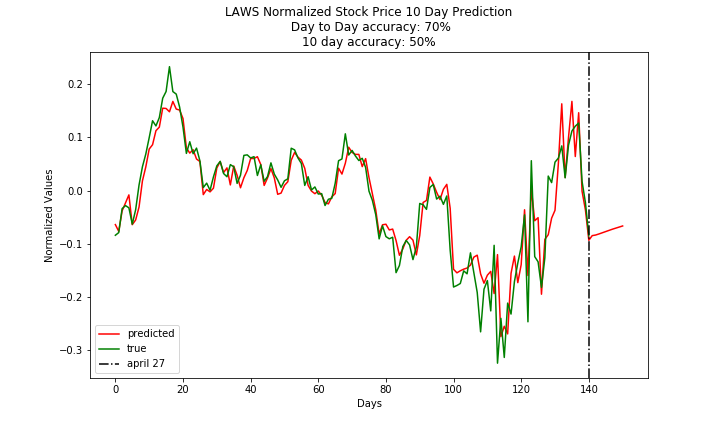 LAWS Normalized Stock Price 10 Day Prediction
Day to Day accuracy: 70%
10 day accuracy: 50%
0.2
0.1
0.0
−0.1
−0.2
−0.3
Normalized Values
predicted
true
april 27
0 20 40 60 80 100 120 140
Days